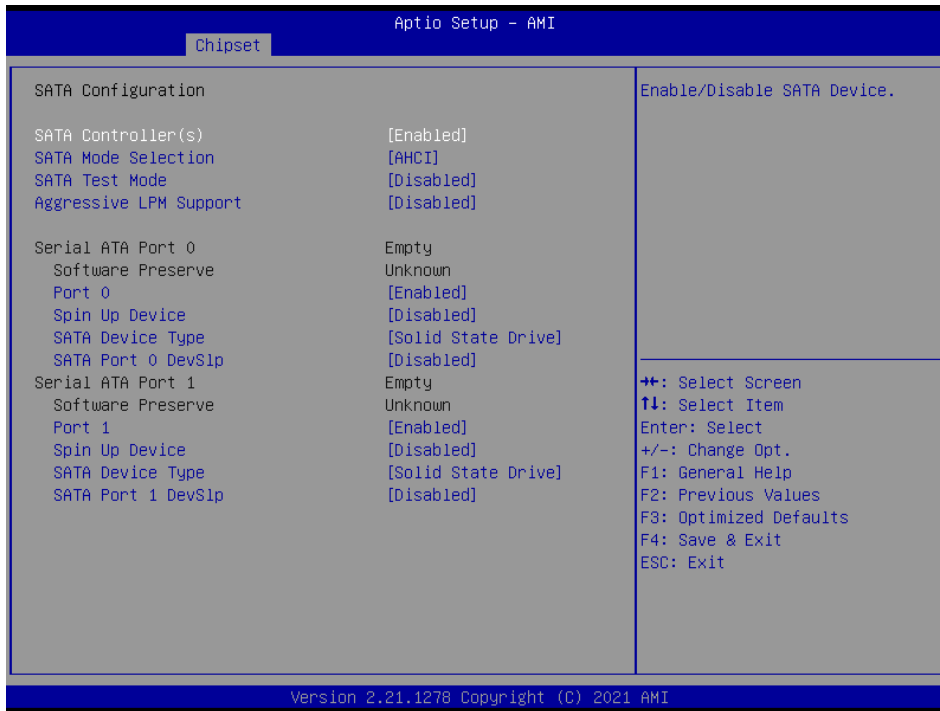 Aptio Setup – AMI
Chipset
SATA Configuration
SATA Controller(s) [Enabled]
SATA Mode Selection [AHCI]
SATA Test Mode [Disabled]
Aggressive LPM Support [Disabled]
Serial ATA Port 0 Empty
Software Preserve Unknown
Port 0 [Enabled]
Spin Up Device [Disabled]
SATA Device Type [Solid State Drive]
SATA Port 0 DevSlp [Disabled]
Serial ATA Port 1 Empty
Software Preserve Unknown
Port 1 [Enabled]
Spin Up Device [Disabled]
SATA Device Type [Solid State Drive]
SATA Port 1 DevSlp [Disabled]
Enable/Disable SATA Device.
→←: Select Screen
↑↓: Select Item
Enter: Select
+/-: Change Opt.
F1: General Help
F2: Previous Values
F3: Optimized Defaults
F4: Save & Exit
ESC: Exit
Version 2.21.1278 Copyright (C) 2021 AMI